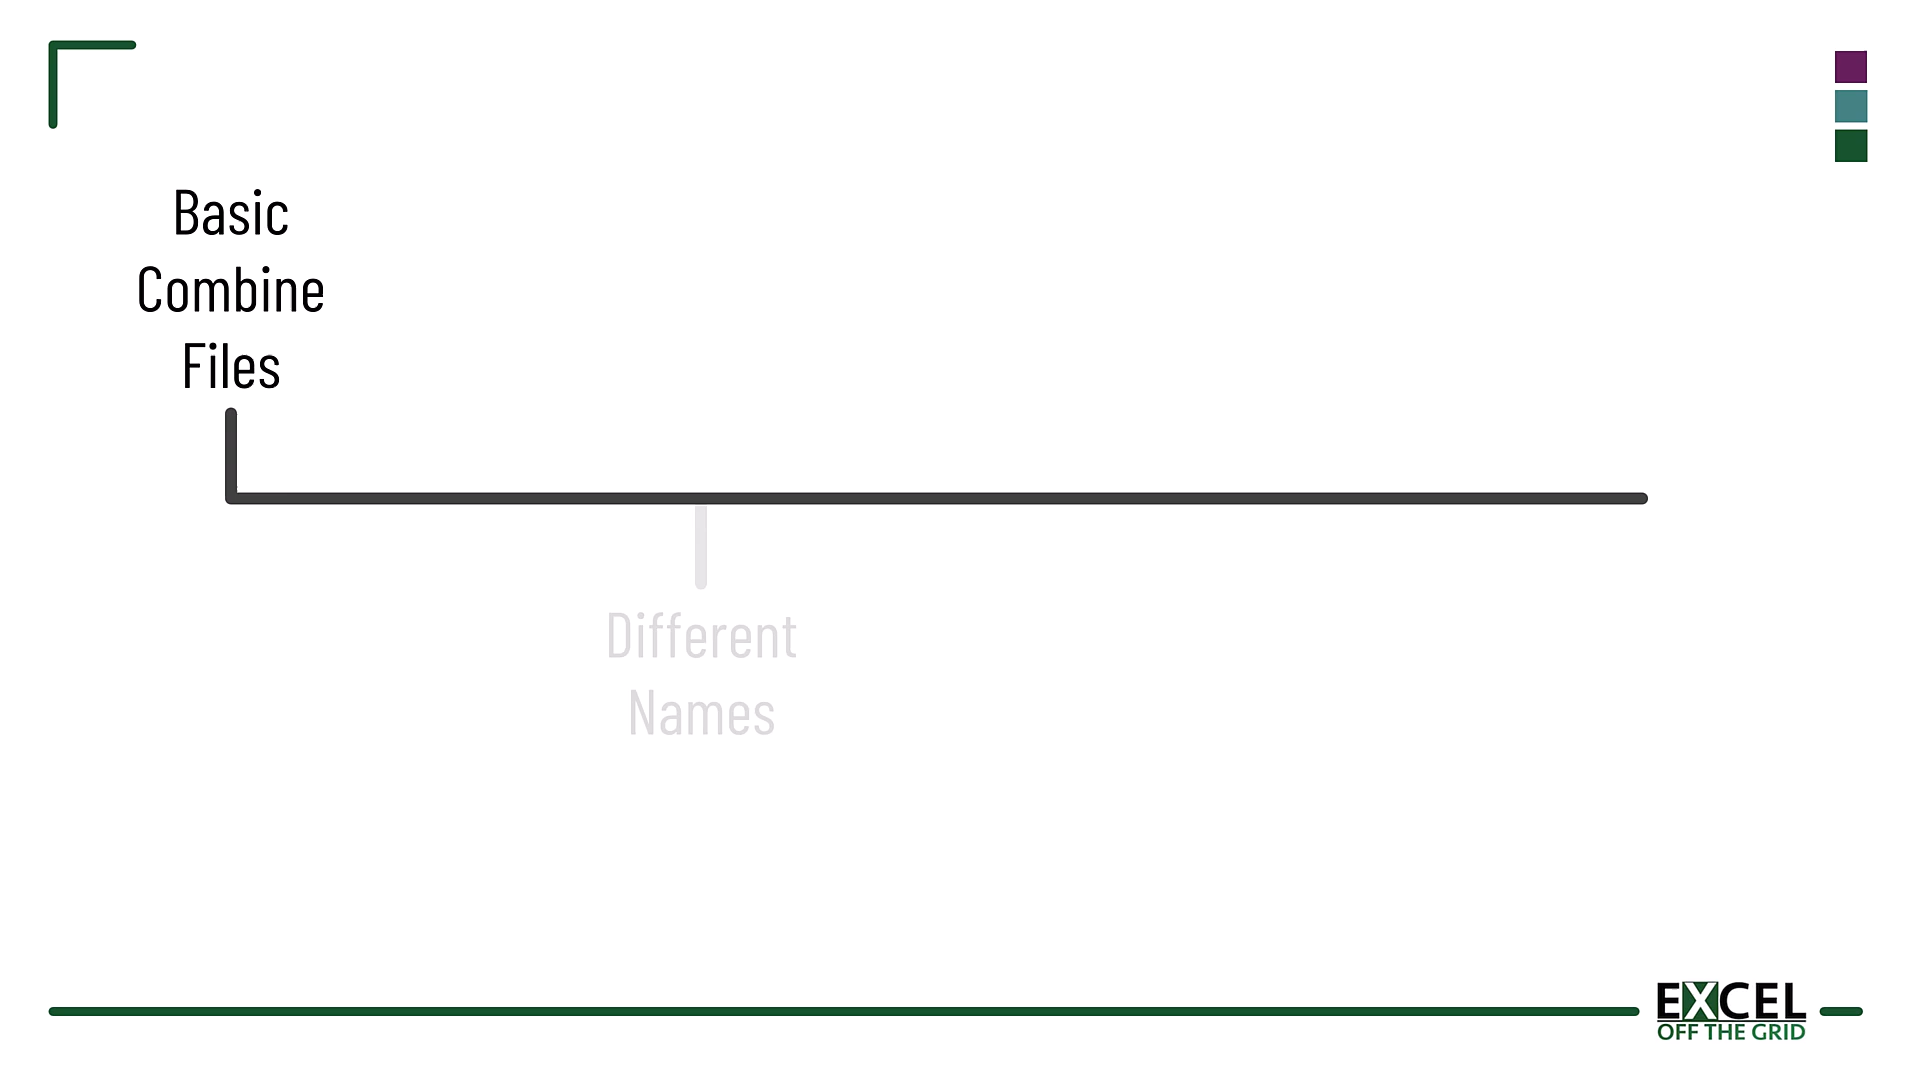 Basic
Combine
Files
Different
Names
EXCEL
OFF THE GRID